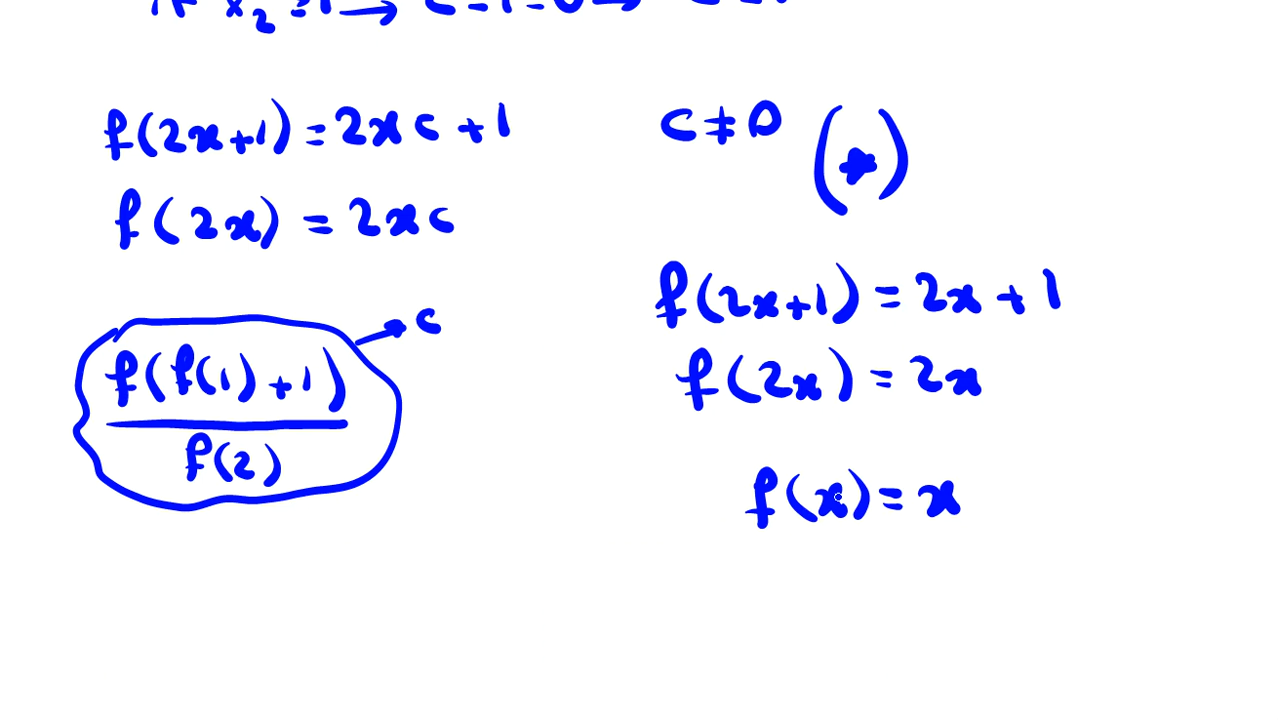 f(2x+1) = 2xc + 1
f(2x) = 2xc
f(f(1)+1)
f(2)
c
c ≠ 0 (*)
f(2x+1) = 2x + 1
f(2x) = 2x
f(x) = x